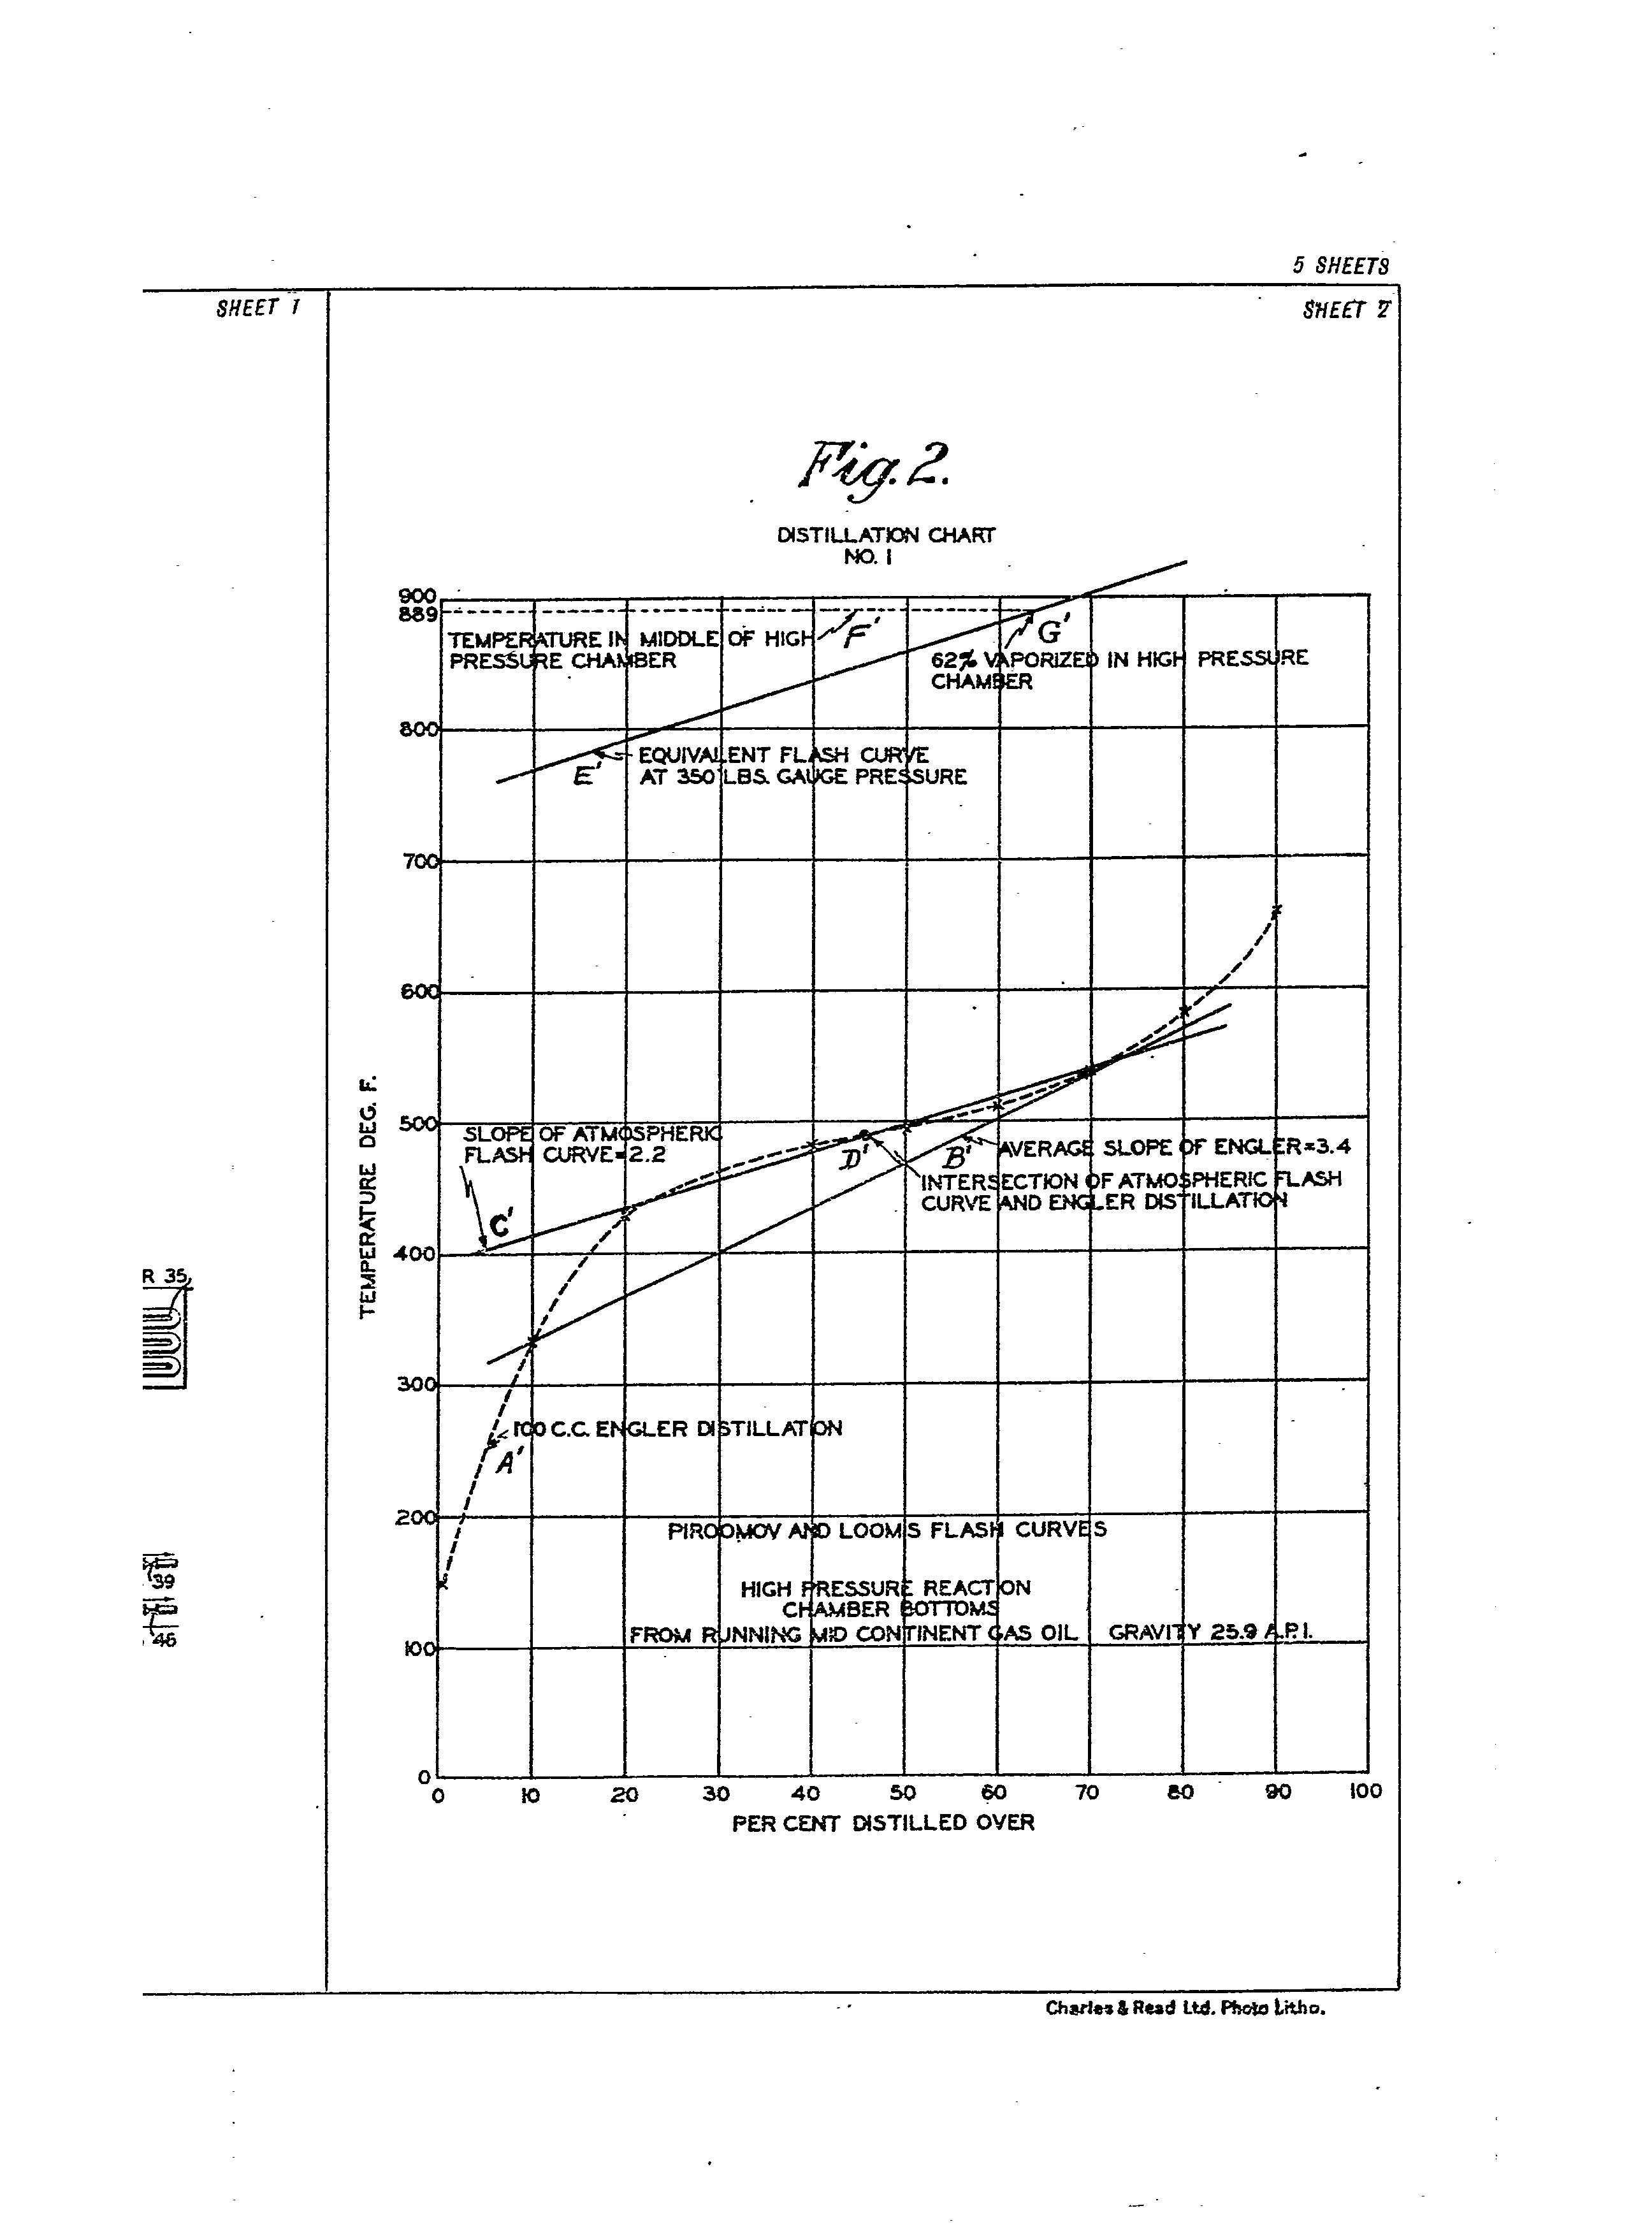 5 SHEETS
SHEET 1
SHEET 2
Fig. 2.
DISTILLATION CHART
NO. 1
900
889
TEMPERATURE IN MIDDLE OF HIGH
PRESSURE CHAMBER
F'
G'
62% VAPORIZED IN HIGH PRESSURE
CHAMBER
800
EQUIVALENT FLASH CURVE
AT 350 LBS. GAUGE PRESSURE
E'
700
600
500
SLOPE OF ATMOSPHERIC
FLASH CURVE=2.2
D'
B'
AVERAGE SLOPE OF ENGLER=3.4
INTERSECTION OF ATMOSPHERIC FLASH
CURVE AND ENGLER DISTILLATION
C'
400
TEMPERATURE DEG. F.
R 35
300
100 C.C. ENGLER DISTILLATION
A'
200
PIROOMOV AND LOOMIS FLASH CURVES
39
46
HIGH PRESSURE REACTION
CHAMBER BOTTOMS
FROM RUNNING MID CONTINENT GAS OIL GRAVITY 25.9 A.P.I.
100
0
0 10 20 30 40 50 60 70 80 90 100
PER CENT DISTILLED OVER
Charles & Read Ltd. Photo Litho.